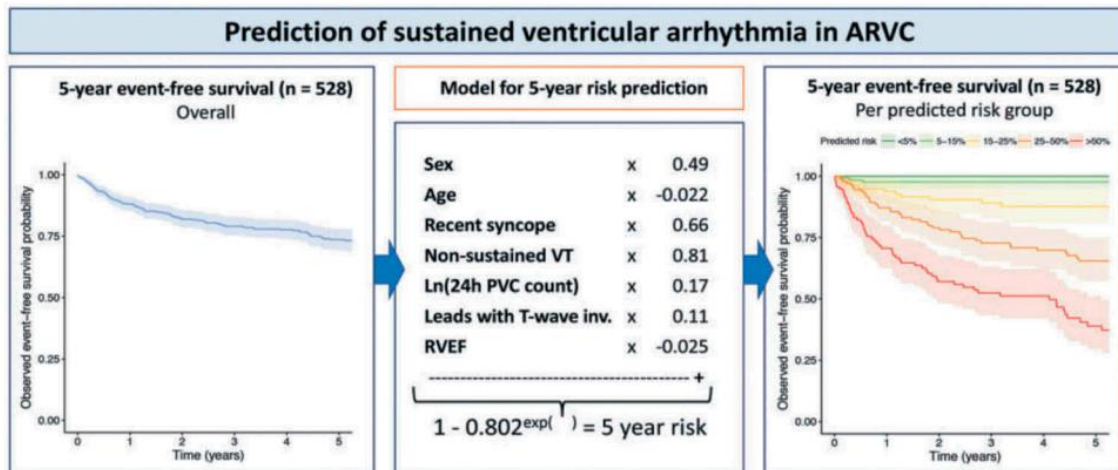 Prediction of sustained ventricular arrhythmia in ARVC
5-year event-free survival (n = 528)
Overall
Observed event-free survival probability
1.00
0.75
0.50
0.25
0.00
0 1 2 3 4 5
Time (years)
Model for 5-year risk prediction
Sex x 0.49
Age x -0.022
Recent syncope x 0.66
Non-sustained VT x 0.81
Ln(24h PVC count) x 0.17
Leads with T-wave inv. x 0.11
RVEF x -0.025
------------------------------------ +
1 - 0.802exp( ) = 5 year risk
5-year event-free survival (n = 528)
Per predicted risk group
Predicted risk <5% 5-15% 15-25% 25-50% >50%
Observed event-free survival probability
1.00
0.75
0.50
0.25
0.00
0 1 2 3 4 5
Time (years)